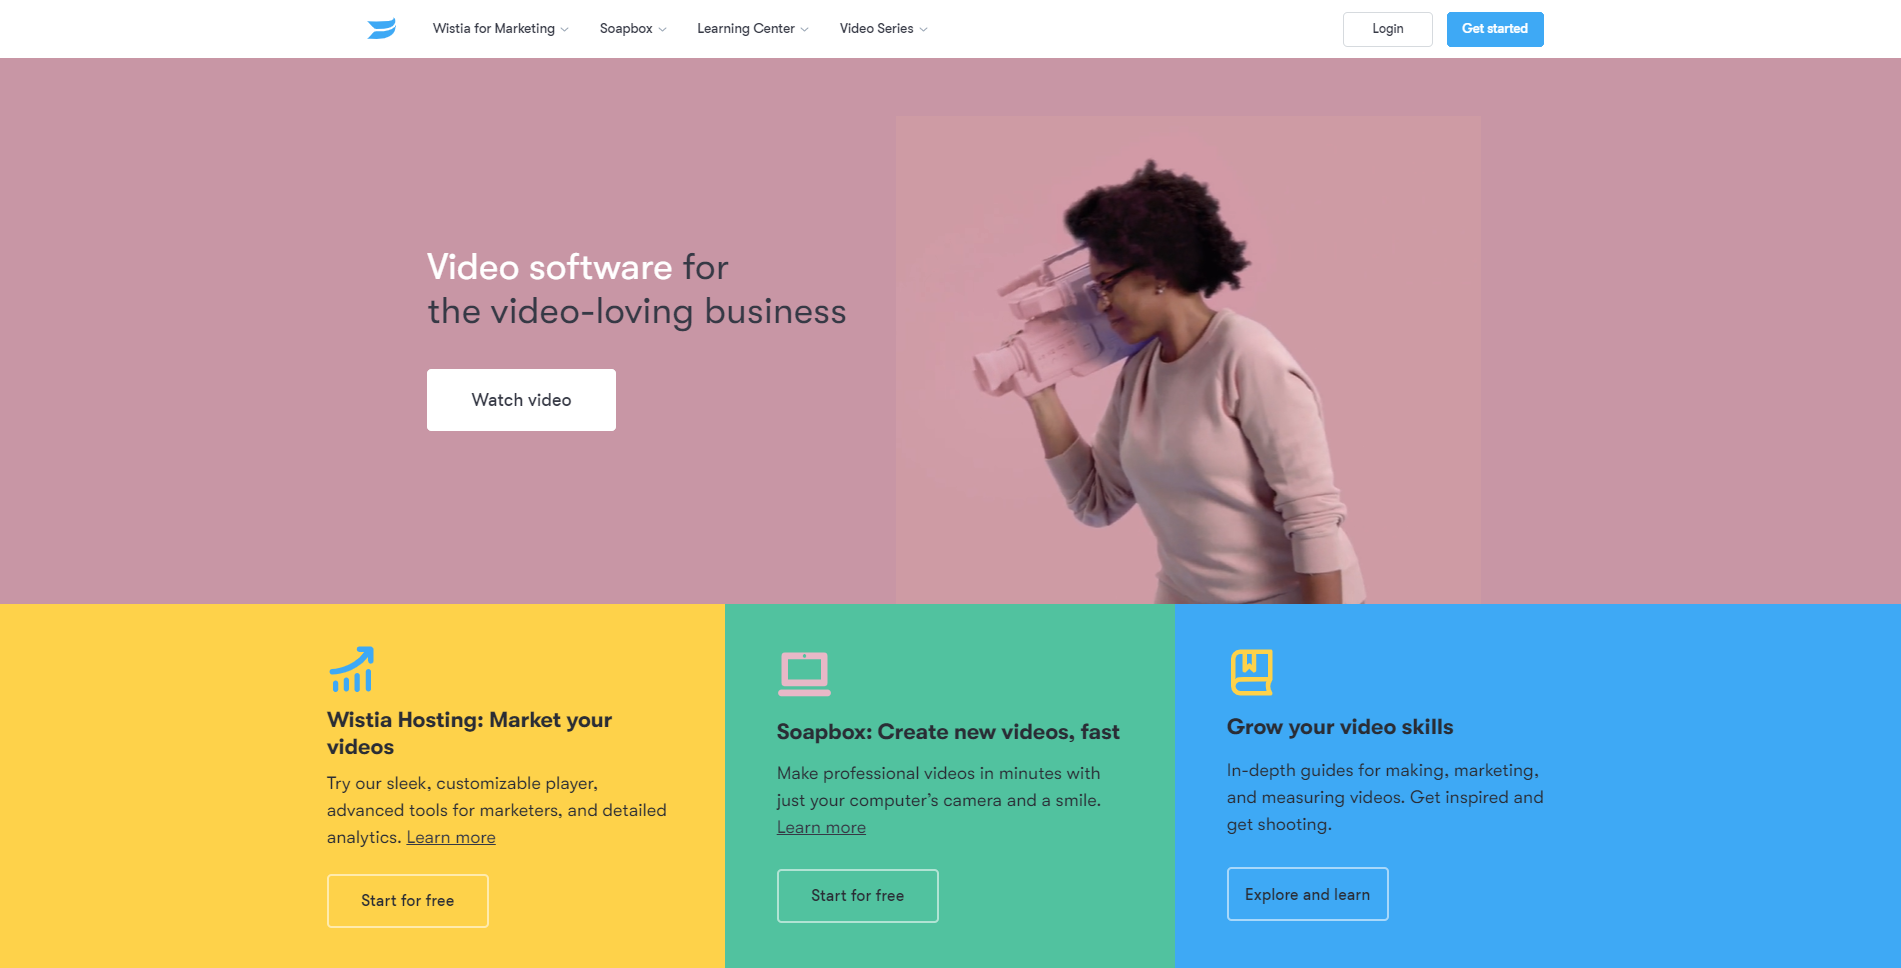 Wistia for Marketing
Soapbox
Learning Center
Video Series
Login
Get started
Video software for
the video-loving business
Watch video
Wistia Hosting: Market your
videos
Try our sleek, customizable player,
advanced tools for marketers, and detailed
analytics. Learn more
Start for free
Soapbox: Create new videos, fast
Make professional videos in minutes with
just your computer’s camera and a smile.
Learn more
Start for free
Grow your video skills
In-depth guides for making, marketing,
and measuring videos. Get inspired and
get shooting.
Explore and learn